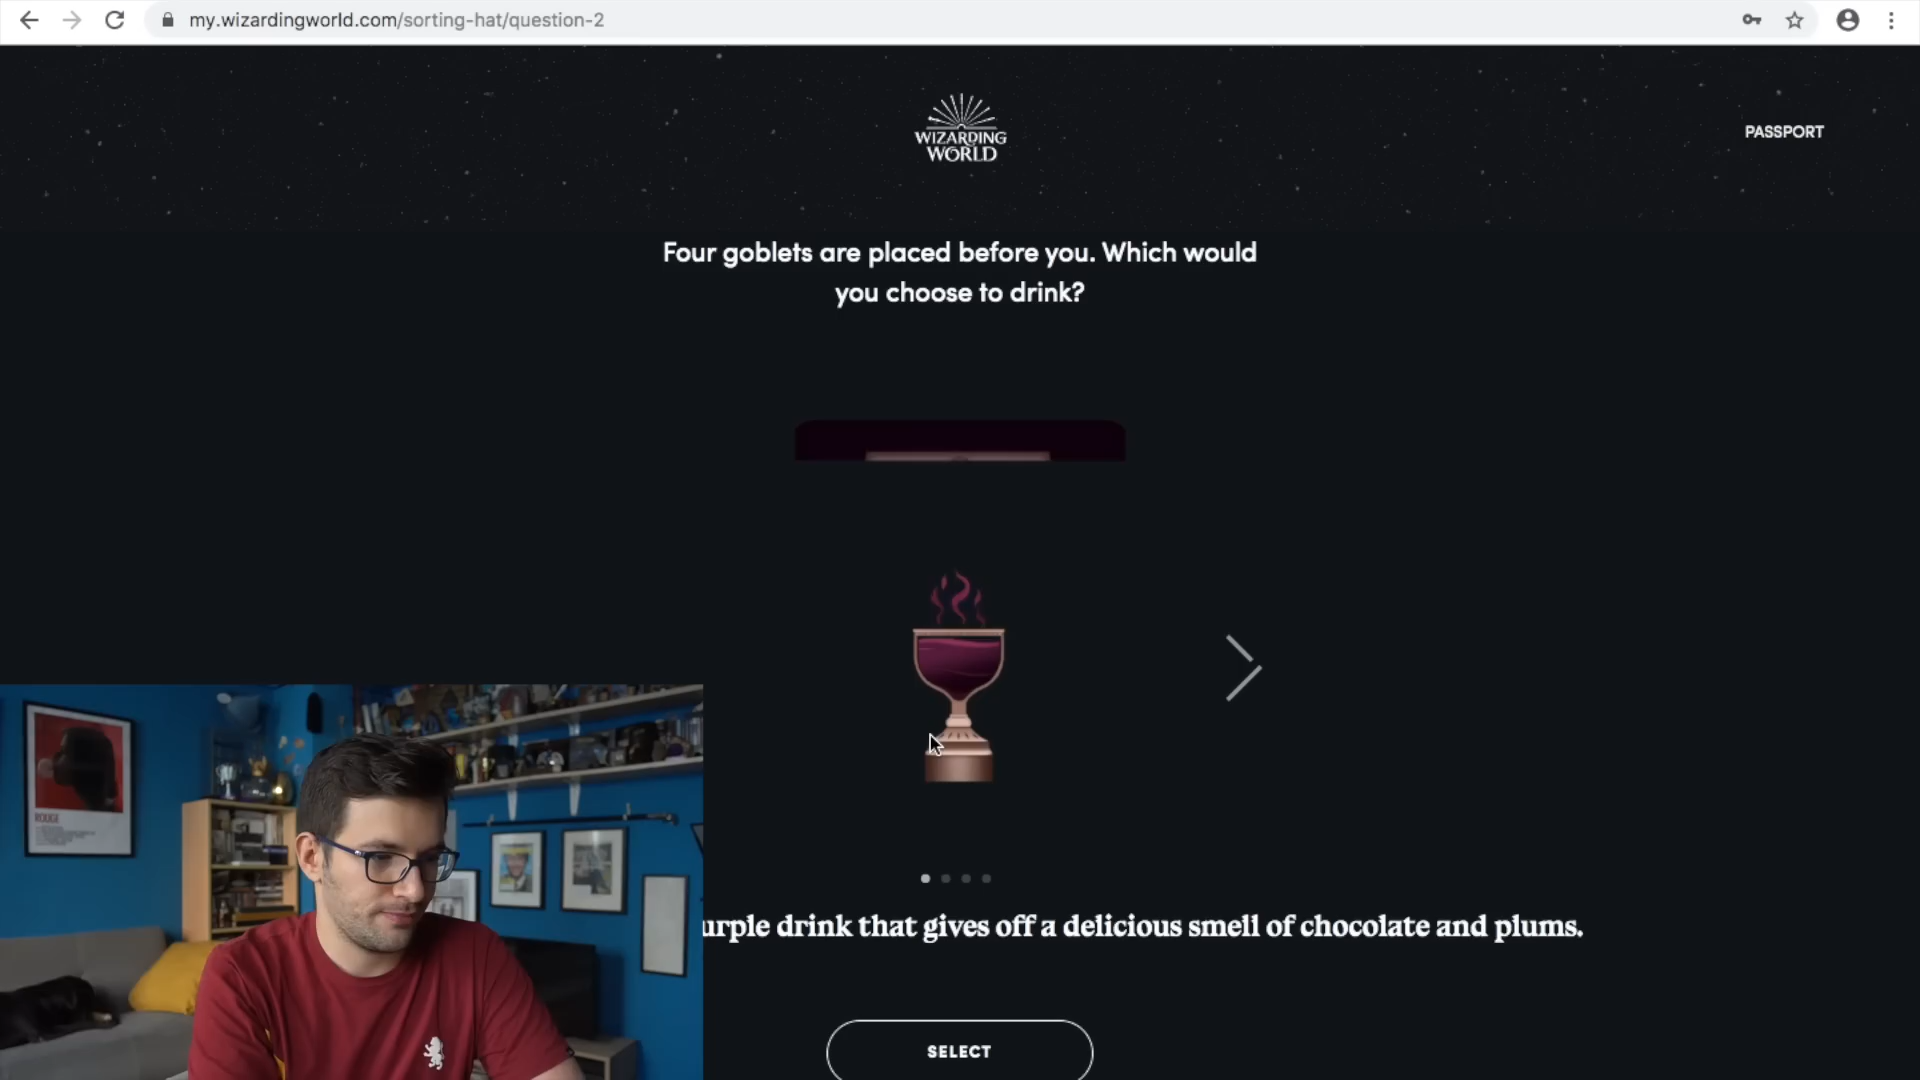 my.wizardingworld.com/sorting-hat/question-2
WIZARDING
WORLD
PASSPORT
Four goblets are placed before you. Which would
you choose to drink?
drink that gives off a delicious smell of chocolate and plums.
SELECT
ROUGE